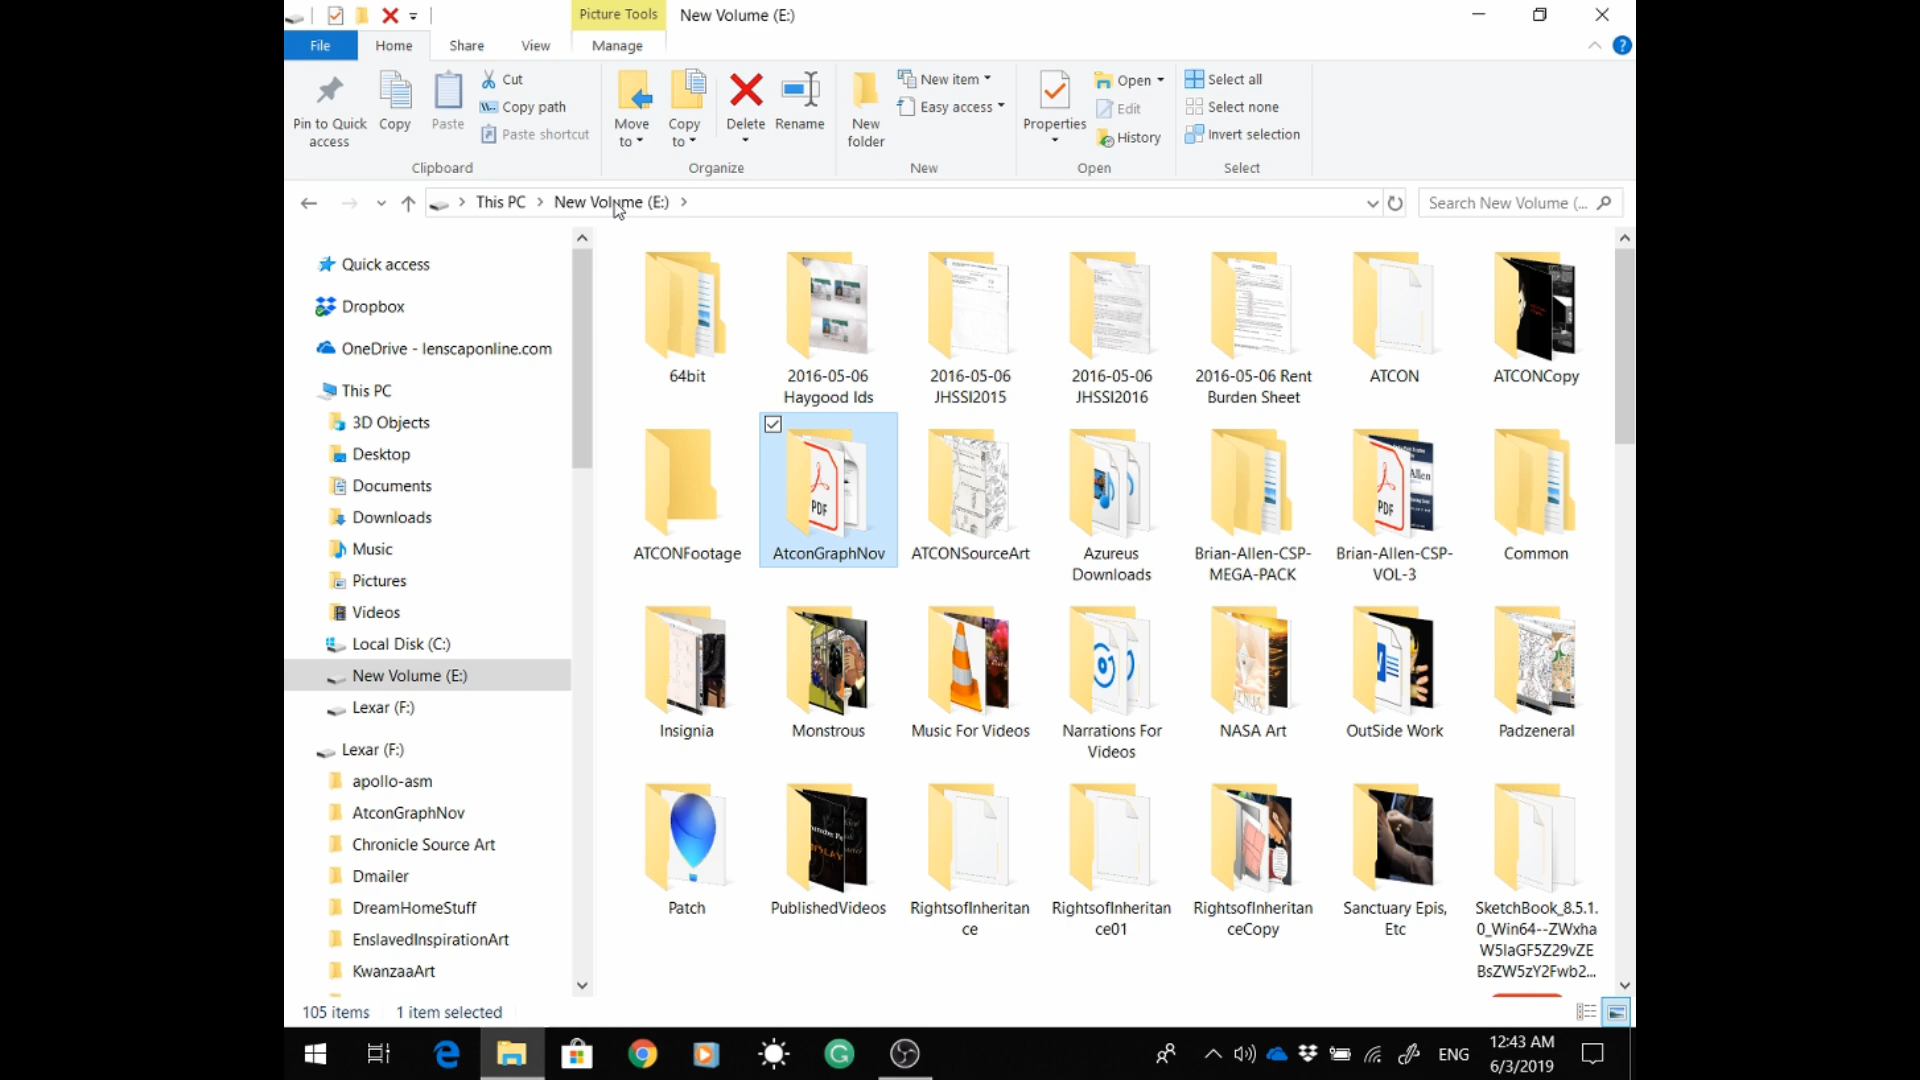 Picture Tools
New Volume (E:)
File
Home
Share
View
Manage
Pin to Quick access
Copy
Paste
Cut
Copy path
Paste shortcut
Clipboard
Move to
Copy to
Delete
Rename
Organize
New folder
New item
Easy access
New
Properties
Open
Edit
History
Open
Select all
Select none
Invert selection
Select
This PC
New Volume (E:)
Search New Volume (...
Quick access
Dropbox
OneDrive - lenscaponline.com
This PC
3D Objects
Desktop
Documents
Downloads
Music
Pictures
Videos
Local Disk (C:)
New Volume (E:)
Lexar (F:)
Lexar (F:)
apollo-asm
AtconGraphNov
Chronicle Source Art
Dmailer
DreamHomeStuff
EnslavedInspirationArt
KwanzaaArt
64bit
2016-05-06
Haygood Ids
2016-05-06
JHSSI2015
2016-05-06
JHSSI2016
2016-05-06 Rent
Burden Sheet
ATCON
ATCONCopy
ATCONFootage
PDF
AtconGraphNov
ATCONSourceArt
Azureus
Downloads
Brian-Allen-CSP-
MEGA-PACK
PDF
Brian-Allen-CSP-
VOL-3
Common
Insignia
Monstrous
Music For Videos
Narrations For
Videos
NASA Art
OutSide Work
Padzeneral
Patch
PublishedVideos
RightsofInheritan
ce
RightsofInheritan
ce01
RightsofInheritan
ceCopy
Sanctuary Epis,
Etc
SketchBook_8.5.1.
0_Win64--ZWxha
W5laGF5Z29vZE
BsZW5zY2Fwb2...
105 items
1 item selected
ENG
12:43 AM
6/3/2019